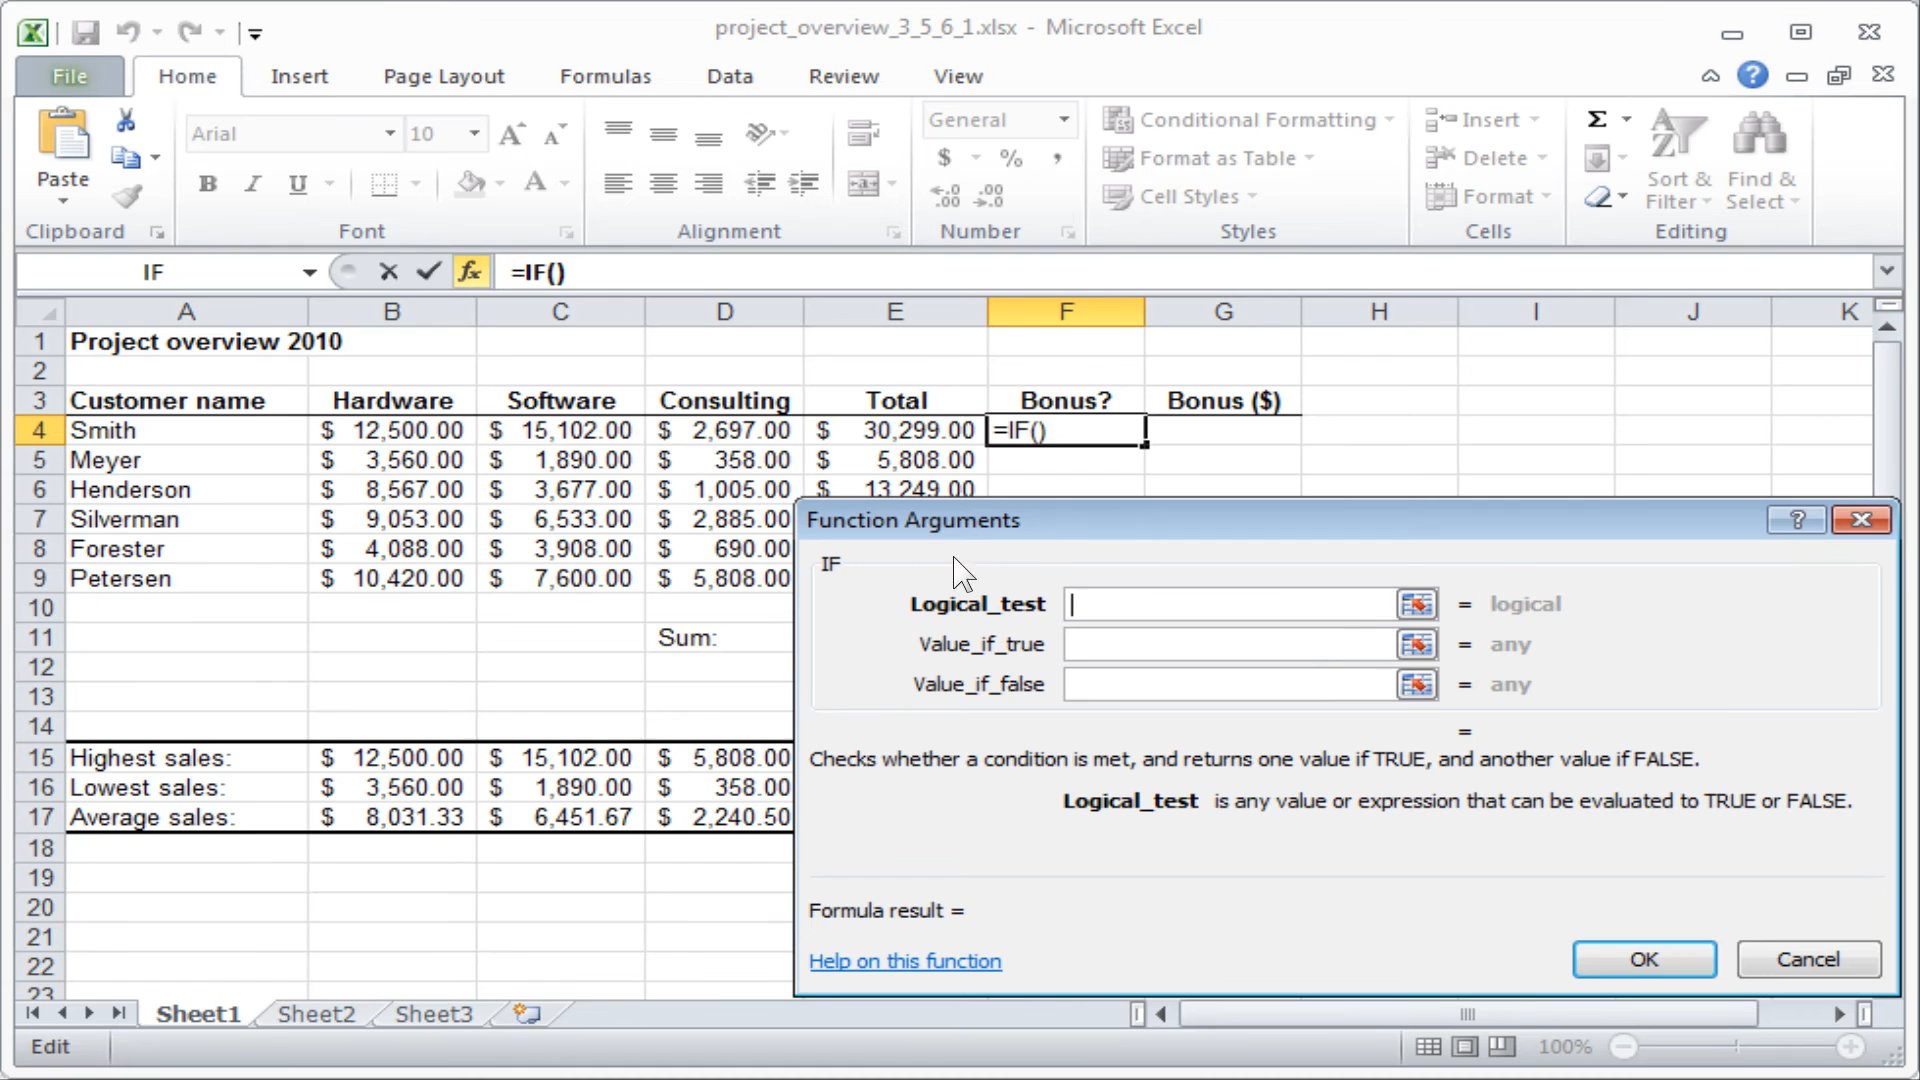 project_overview_3_5_6_1.xlsx - Microsoft Excel
File Home Insert Page Layout Formulas Data Review View
Arial 10 General Conditional Formatting Insert
$ % , Format as Table Delete
Paste B I U A Cell Styles Format Sort & Filter Find & Select
Clipboard Font Alignment Number Styles Cells Editing
IF fx =IF()
A B C D E F G H I J K
1 Project overview 2010
2
3 Customer name Hardware Software Consulting Total Bonus? Bonus ($)
4 Smith $ 12,500.00 $ 15,102.00 $ 2,697.00 $ 30,299.00 =IF()
5 Meyer $ 3,560.00 $ 1,890.00 $ 358.00 $ 5,808.00
6 Henderson $ 8,567.00 $ 3,677.00 $ 1,005.00 $ 13,249.00
7 Silverman $ 9,053.00 $ 6,533.00 $ 2,885.00
8 Forester $ 4,088.00 $ 3,908.00 $ 690.00
9 Petersen $ 10,420.00 $ 7,600.00 $ 5,808.00
10
11 Sum:
12
13
14
15 Highest sales: $ 12,500.00 $ 15,102.00 $ 5,808.00
16 Lowest sales: $ 3,560.00 $ 1,890.00 $ 358.00
17 Average sales: $ 8,031.33 $ 6,451.67 $ 2,240.50
18
19
20
21
22
23
Function Arguments
IF
Logical_test = logical
Value_if_true = any
Value_if_false = any
=
Checks whether a condition is met, and returns one value if TRUE, and another value if FALSE.
Logical_test is any value or expression that can be evaluated to TRUE or FALSE.
Formula result =
Help on this function OK Cancel
Sheet1 Sheet2 Sheet3
Edit 100%